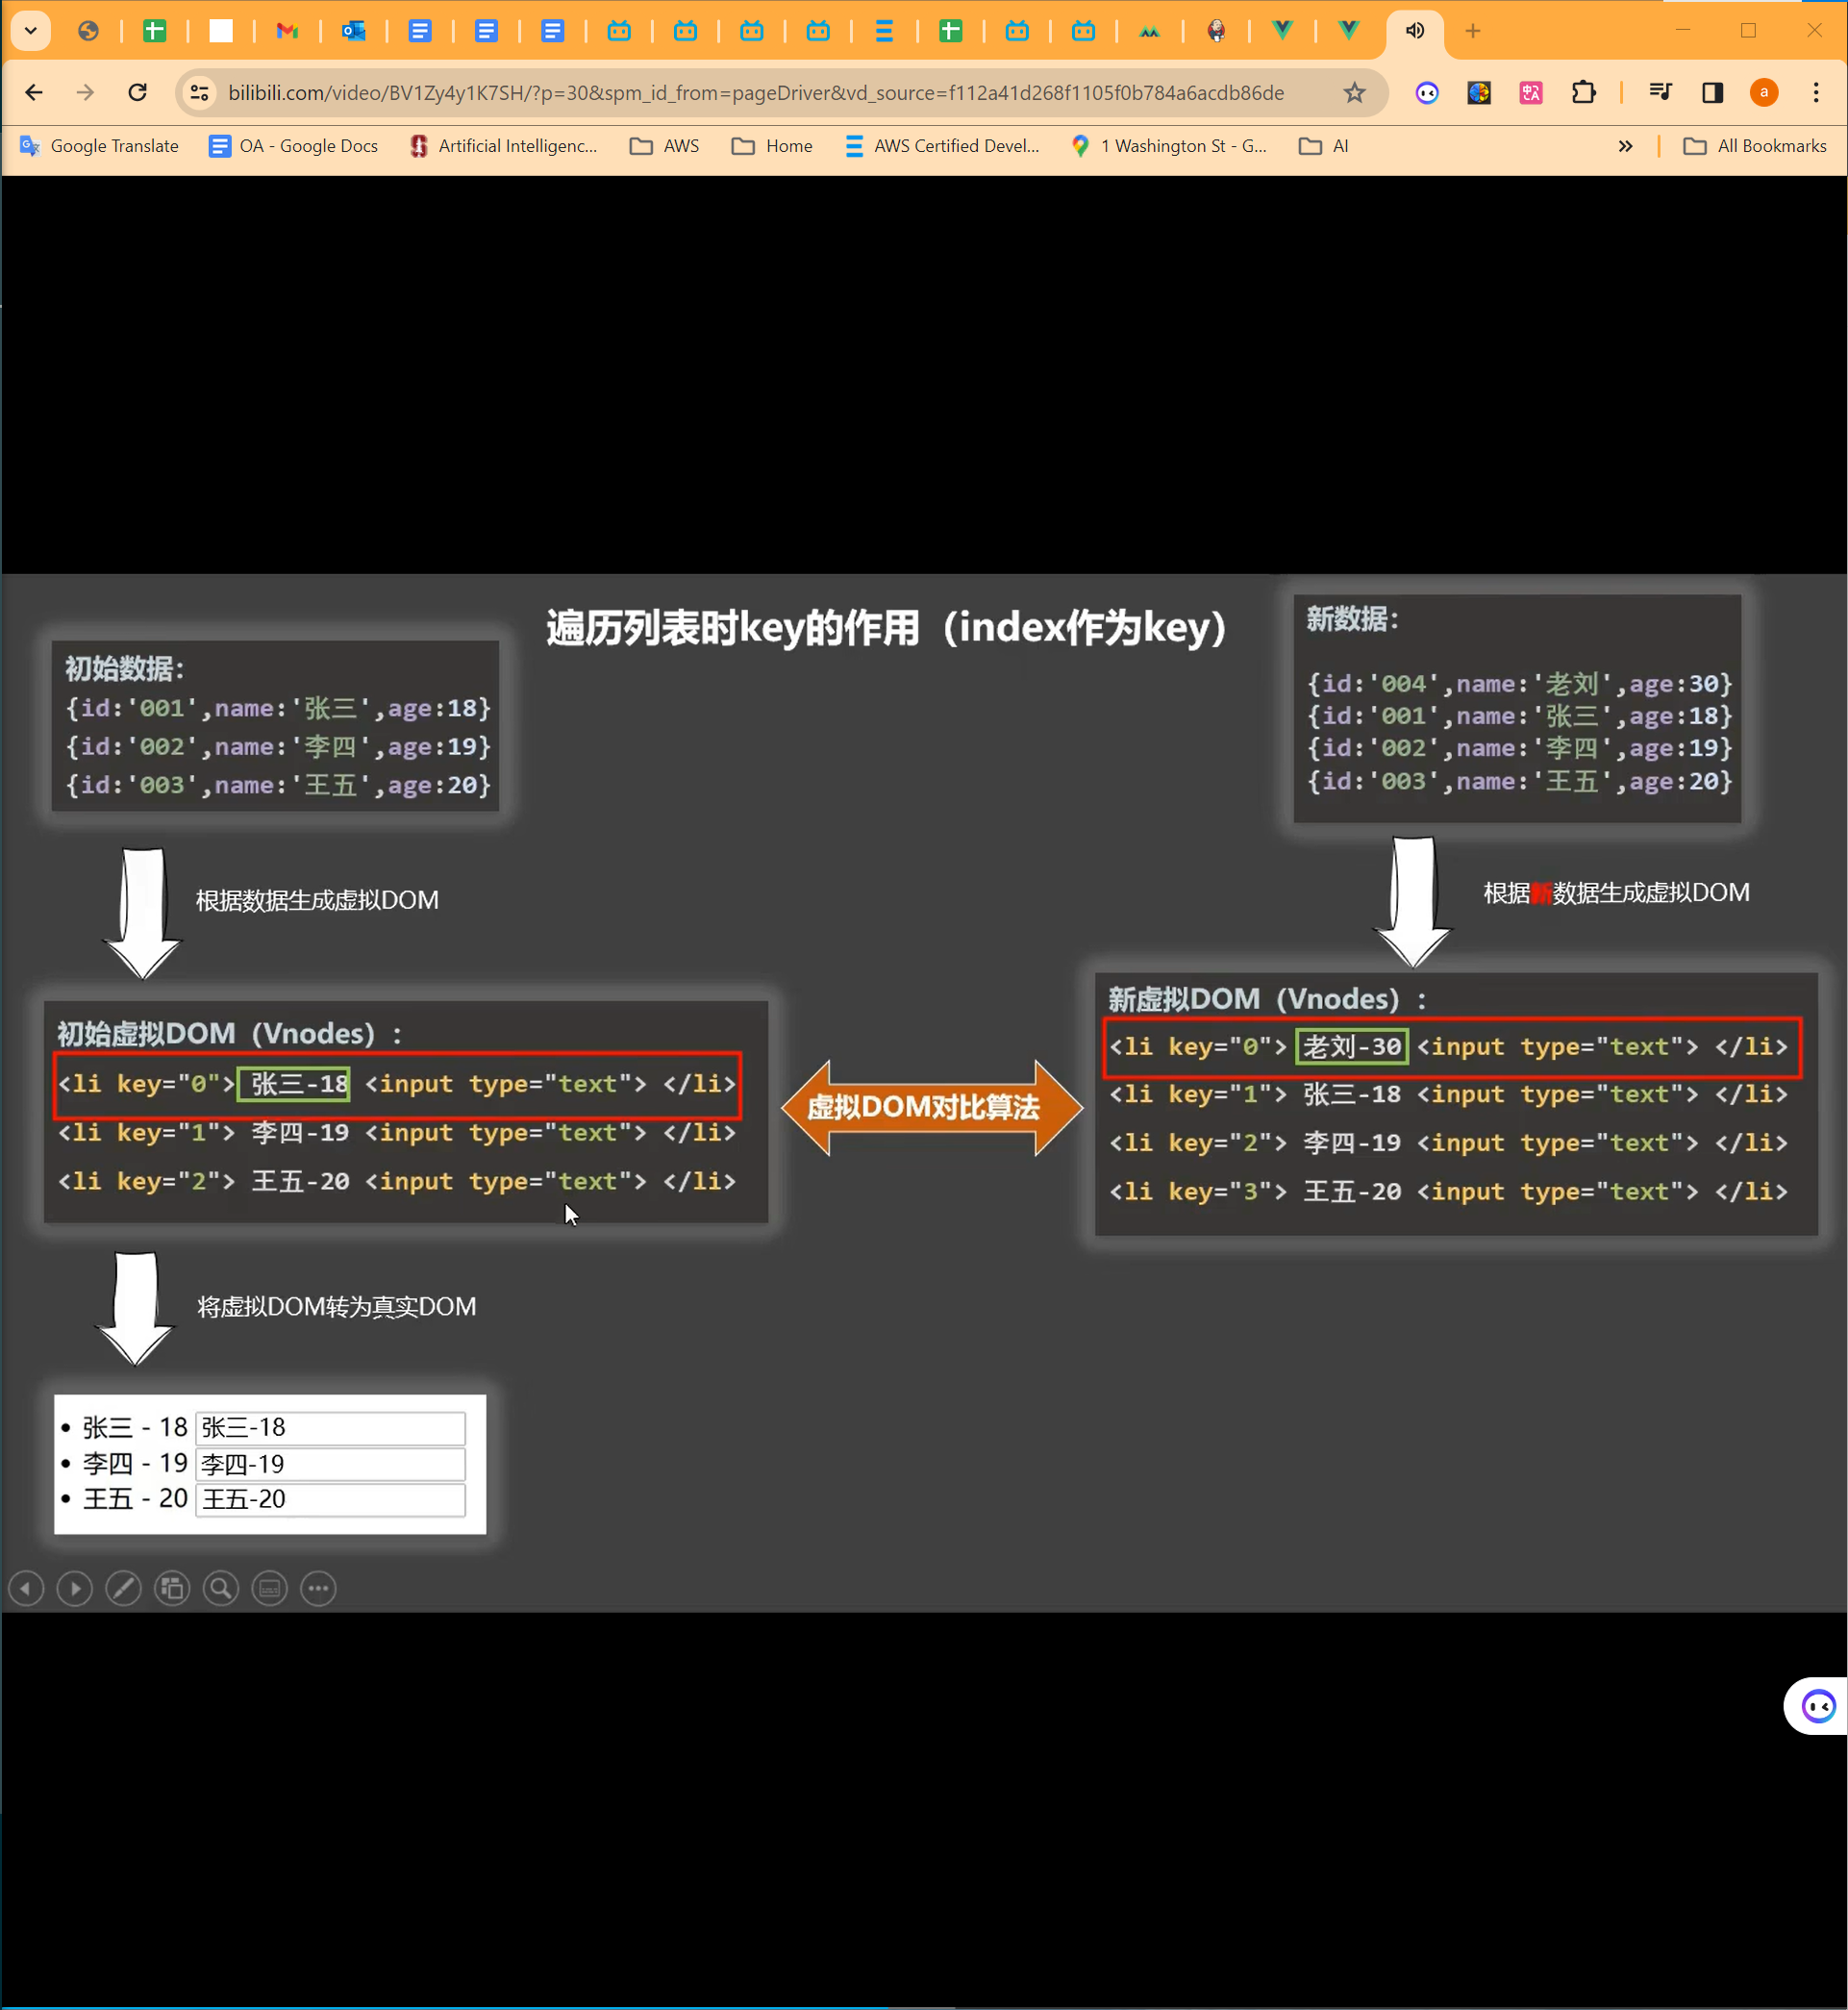 bilibili.com/video/BV1Zy4y1K7SH/?p=30&spm_id_from=pageDriver&vd_source=f112a41d268f1105f0b784a6acdb86de
a
Google Translate
OA - Google Docs
Artificial Intelligenc...
AWS
Home
AWS Certified Devel...
1 Washington St - G...
AI
All Bookmarks
遍历列表时key的作用（index作为key）
初始数据：
{id:'001',name:'张三',age:18}
{id:'002',name:'李四',age:19}
{id:'003',name:'王五',age:20}
新数据：
{id:'004',name:'老刘',age:30}
{id:'001',name:'张三',age:18}
{id:'002',name:'李四',age:19}
{id:'003',name:'王五',age:20}
根据数据生成虚拟DOM
根据新数据生成虚拟DOM
初始虚拟DOM（Vnodes）：
<li key="0"> 张三-18 <input type="text"> </li>
<li key="1"> 李四-19 <input type="text"> </li>
<li key="2"> 王五-20 <input type="text"> </li>
虚拟DOM对比算法
新虚拟DOM（Vnodes）：
<li key="0"> 老刘-30 <input type="text"> </li>
<li key="1"> 张三-18 <input type="text"> </li>
<li key="2"> 李四-19 <input type="text"> </li>
<li key="3"> 王五-20 <input type="text"> </li>
将虚拟DOM转为真实DOM
• 张三 - 18 张三-18
• 李四 - 19 李四-19
• 王五 - 20 王五-20